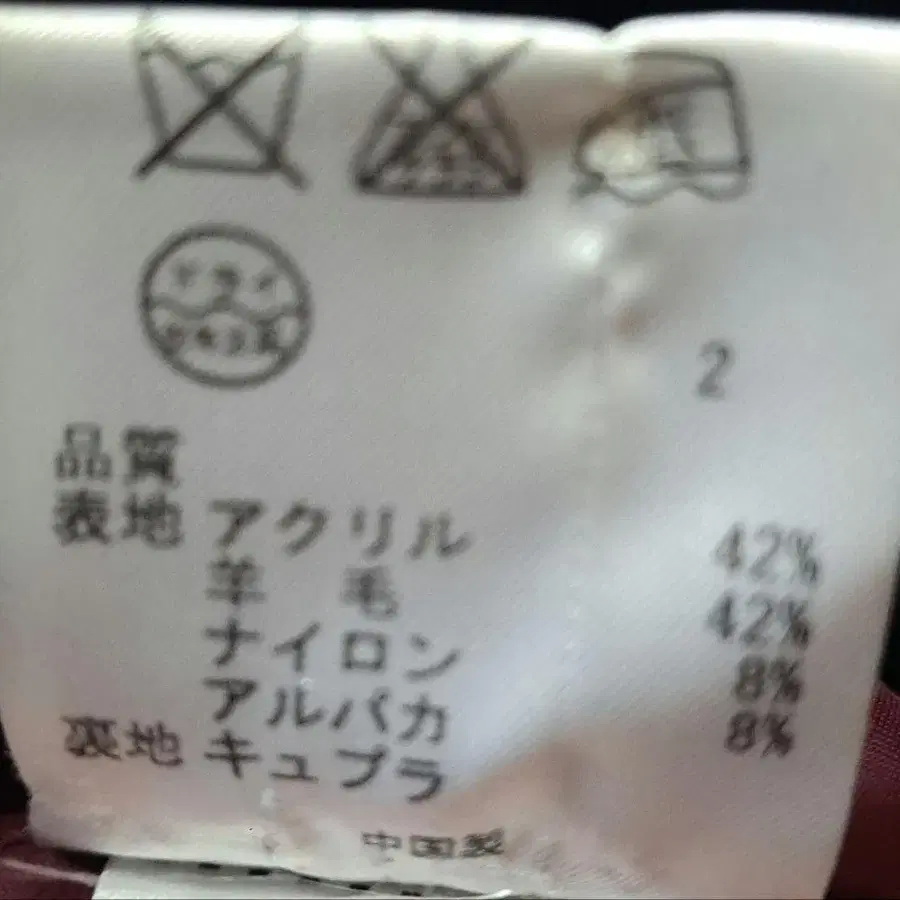 ドライ
セキユ系
2
品質
表地 アクリル 42%
羊毛 42%
ナイロン 8%
アルパカ 8%
裏地 キュプラ
中国製